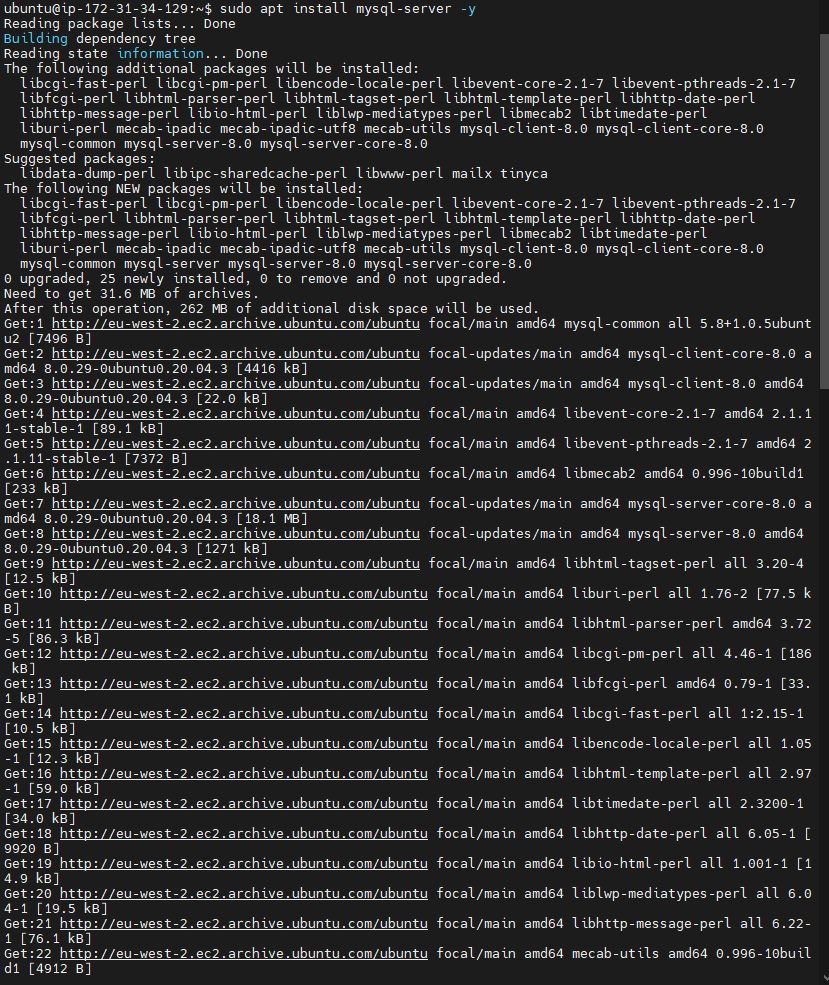 ubuntu@ip-172-31-34-129:~$ sudo apt install mysql-server -y
Reading package lists... Done
Building dependency tree
Reading state information... Done
The following additional packages will be installed:
  libcgi-fast-perl libcgi-pm-perl libencode-locale-perl libevent-core-2.1-7 libevent-pthreads-2.1-7
  libfcgi-perl libhtml-parser-perl libhtml-tagset-perl libhtml-template-perl libhttp-date-perl
  libhttp-message-perl libio-html-perl liblwp-mediatypes-perl libmecab2 libtimedate-perl
  liburi-perl mecab-ipadic mecab-ipadic-utf8 mecab-utils mysql-client-8.0 mysql-client-core-8.0
  mysql-common mysql-server-8.0 mysql-server-core-8.0
Suggested packages:
  libdata-dump-perl libipc-sharedcache-perl libwww-perl mailx tinyca
The following NEW packages will be installed:
  libcgi-fast-perl libcgi-pm-perl libencode-locale-perl libevent-core-2.1-7 libevent-pthreads-2.1-7
  libfcgi-perl libhtml-parser-perl libhtml-tagset-perl libhtml-template-perl libhttp-date-perl
  libhttp-message-perl libio-html-perl liblwp-mediatypes-perl libmecab2 libtimedate-perl
  liburi-perl mecab-ipadic mecab-ipadic-utf8 mecab-utils mysql-client-8.0 mysql-client-core-8.0
  mysql-common mysql-server mysql-server-8.0 mysql-server-core-8.0
0 upgraded, 25 newly installed, 0 to remove and 0 not upgraded.
Need to get 31.6 MB of archives.
After this operation, 262 MB of additional disk space will be used.
Get:1 http://eu-west-2.ec2.archive.ubuntu.com/ubuntu focal/main amd64 mysql-common all 5.8+1.0.5ubunt
u2 [7496 B]
Get:2 http://eu-west-2.ec2.archive.ubuntu.com/ubuntu focal-updates/main amd64 mysql-client-core-8.0 a
md64 8.0.29-0ubuntu0.20.04.3 [4416 kB]
Get:3 http://eu-west-2.ec2.archive.ubuntu.com/ubuntu focal-updates/main amd64 mysql-client-8.0 amd64
8.0.29-0ubuntu0.20.04.3 [22.0 kB]
Get:4 http://eu-west-2.ec2.archive.ubuntu.com/ubuntu focal/main amd64 libevent-core-2.1-7 amd64 2.1.1
1-stable-1 [89.1 kB]
Get:5 http://eu-west-2.ec2.archive.ubuntu.com/ubuntu focal/main amd64 libevent-pthreads-2.1-7 amd64 2
.1.11-stable-1 [7372 B]
Get:6 http://eu-west-2.ec2.archive.ubuntu.com/ubuntu focal/main amd64 libmecab2 amd64 0.996-10build1
[233 kB]
Get:7 http://eu-west-2.ec2.archive.ubuntu.com/ubuntu focal-updates/main amd64 mysql-server-core-8.0 a
md64 8.0.29-0ubuntu0.20.04.3 [18.1 MB]
Get:8 http://eu-west-2.ec2.archive.ubuntu.com/ubuntu focal-updates/main amd64 mysql-server-8.0 amd64
8.0.29-0ubuntu0.20.04.3 [1271 kB]
Get:9 http://eu-west-2.ec2.archive.ubuntu.com/ubuntu focal/main amd64 libhtml-tagset-perl all 3.20-4
[12.5 kB]
Get:10 http://eu-west-2.ec2.archive.ubuntu.com/ubuntu focal/main amd64 liburi-perl all 1.76-2 [77.5 k
B]
Get:11 http://eu-west-2.ec2.archive.ubuntu.com/ubuntu focal/main amd64 libhtml-parser-perl amd64 3.72
-5 [86.3 kB]
Get:12 http://eu-west-2.ec2.archive.ubuntu.com/ubuntu focal/main amd64 libcgi-pm-perl all 4.46-1 [186
 kB]
Get:13 http://eu-west-2.ec2.archive.ubuntu.com/ubuntu focal/main amd64 libfcgi-perl amd64 0.79-1 [33.
1 kB]
Get:14 http://eu-west-2.ec2.archive.ubuntu.com/ubuntu focal/main amd64 libcgi-fast-perl all 1:2.15-1
[10.5 kB]
Get:15 http://eu-west-2.ec2.archive.ubuntu.com/ubuntu focal/main amd64 libencode-locale-perl all 1.05
-1 [12.3 kB]
Get:16 http://eu-west-2.ec2.archive.ubuntu.com/ubuntu focal/main amd64 libhtml-template-perl all 2.97
-1 [59.0 kB]
Get:17 http://eu-west-2.ec2.archive.ubuntu.com/ubuntu focal/main amd64 libtimedate-perl all 2.3200-1
[34.0 kB]
Get:18 http://eu-west-2.ec2.archive.ubuntu.com/ubuntu focal/main amd64 libhttp-date-perl all 6.05-1 [
9920 B]
Get:19 http://eu-west-2.ec2.archive.ubuntu.com/ubuntu focal/main amd64 libio-html-perl all 1.001-1 [1
4.9 kB]
Get:20 http://eu-west-2.ec2.archive.ubuntu.com/ubuntu focal/main amd64 liblwp-mediatypes-perl all 6.0
4-1 [19.5 kB]
Get:21 http://eu-west-2.ec2.archive.ubuntu.com/ubuntu focal/main amd64 libhttp-message-perl all 6.22-
1 [76.1 kB]
Get:22 http://eu-west-2.ec2.archive.ubuntu.com/ubuntu focal/main amd64 mecab-utils amd64 0.996-10buil
d1 [4912 B]